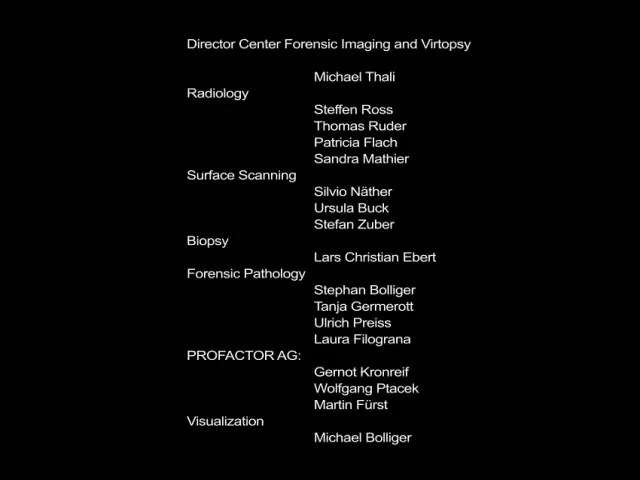 Director Center Forensic Imaging and Virtopsy
Michael Thali
Radiology
Steffen Ross
Thomas Ruder
Patricia Flach
Sandra Mathier
Surface Scanning
Silvio Näther
Ursula Buck
Stefan Zuber
Biopsy
Lars Christian Ebert
Forensic Pathology
Stephan Bolliger
Tanja Germerott
Ulrich Preiss
Laura Filograna
PROFACTOR AG:
Gernot Kronreif
Wolfgang Ptacek
Martin Fürst
Visualization
Michael Bolliger